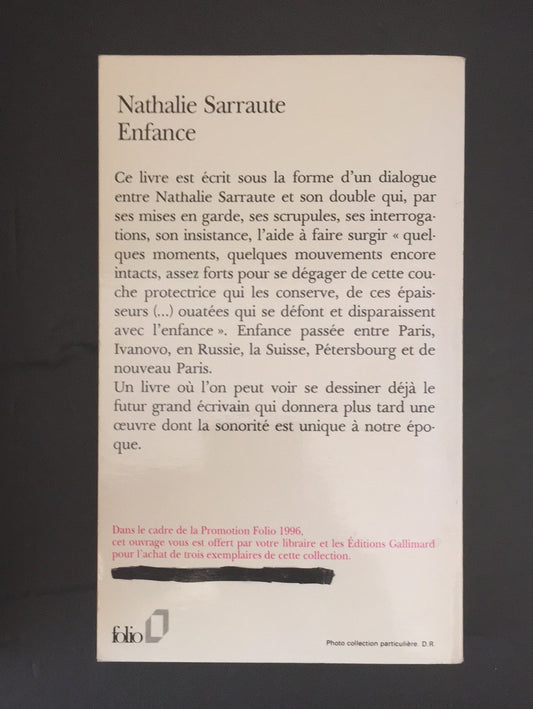 Nathalie Sarraute
Enfance
Ce livre est écrit sous la forme d'un dialogue
entre Nathalie Sarraute et son double qui, par
ses mises en garde, ses scrupules, ses interroga-
tions, son insistance, l'aide à faire surgir « quel-
ques moments, quelques mouvements encore
intacts, assez forts pour se dégager de cette cou-
che protectrice qui les conserve, de ces épais-
seurs (...) ouatées qui se défont et disparaissent
avec l'enfance ». Enfance passée entre Paris,
Ivanovo, en Russie, la Suisse, Pétersbourg et de
nouveau Paris.
Un livre où l'on peut voir se dessiner déjà le
futur grand écrivain qui donnera plus tard une
œuvre dont la sonorité est unique à notre épo-
que.
Dans le cadre de la Promotion Folio 1996,
cet ouvrage vous est offert par votre libraire et les Éditions Gallimard
pour l'achat de trois exemplaires de cette collection.
folio
Photo collection particulière. D.R.